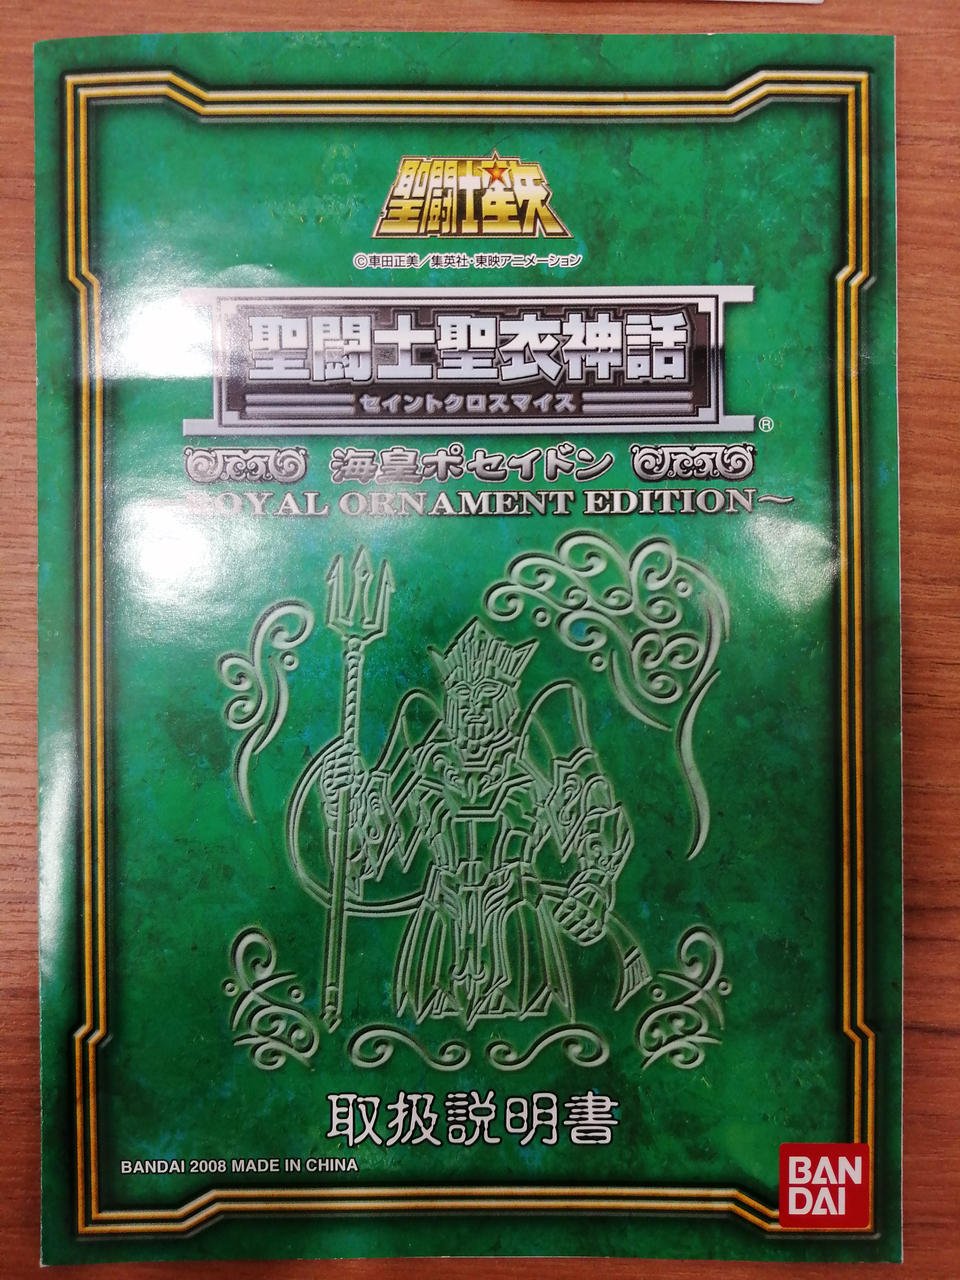 聖闘士星矢
©車田正美／集英社・東映アニメーション
聖闘士聖衣神話
セイントクロスマイス
®
海皇ポセイドン
ROYAL ORNAMENT EDITION～
取扱説明書
BANDAI 2008 MADE IN CHINA
BAN
DAI